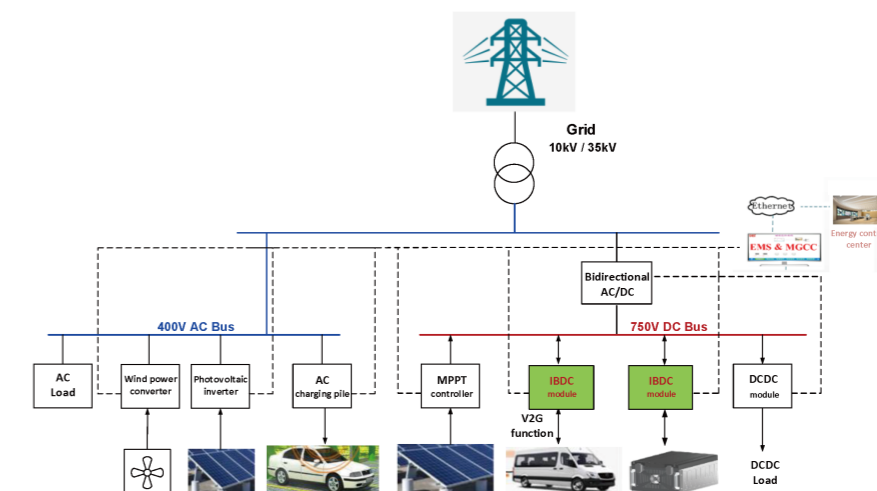 Grid
10kV / 35kV
Ethernet
EMS & MGCC
Energy cont
center
Bidirectional
AC/DC
400V AC Bus
750V DC Bus
AC
Load
Wind power
converter
Photovoltaic
inverter
AC
charging pile
MPPT
controller
IBDC
module
IBDC
module
DCDC
module
V2G
function
DCDC
Load